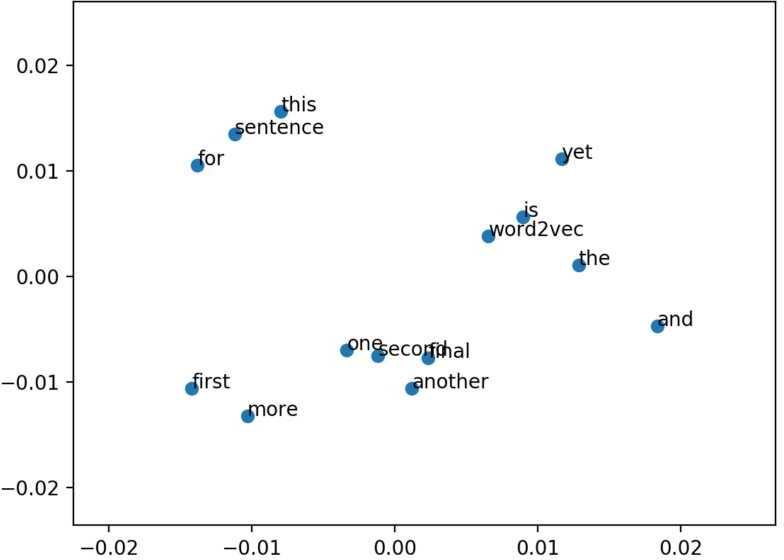 0.02
this
sentence
for
yet
0.01
is
word2vec
the
0.00
and
one
second
final
−0.01
first
another
more
−0.02
−0.02
−0.01
0.00
0.01
0.02